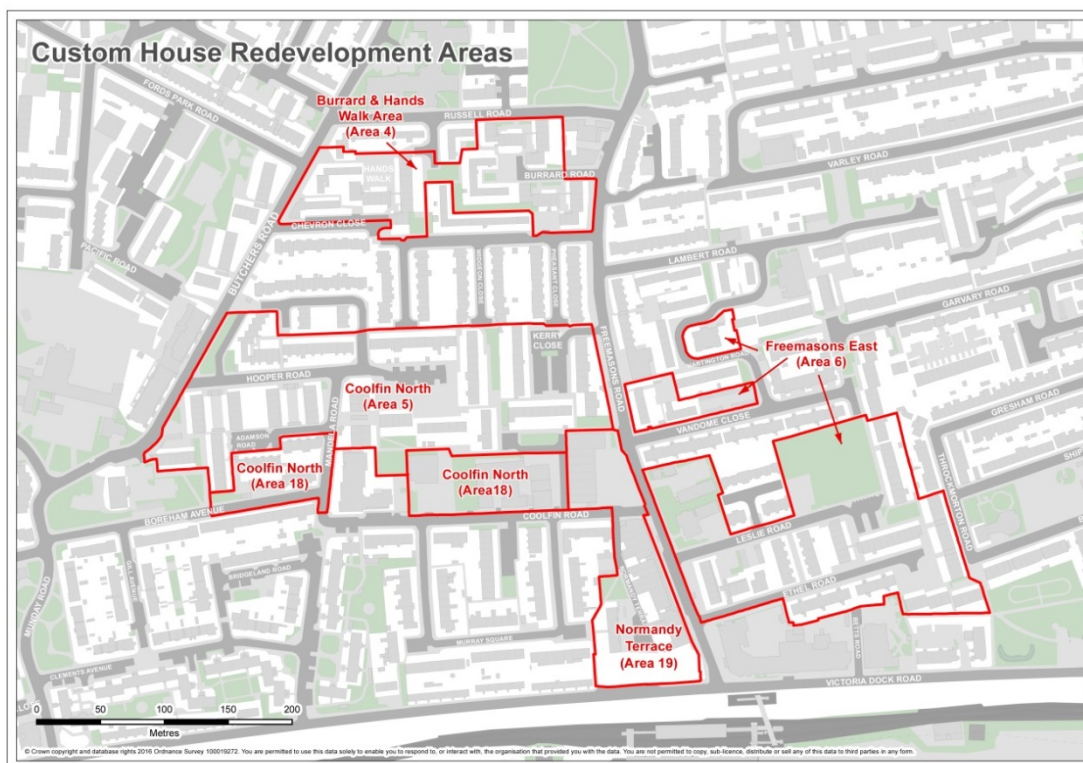 Custom House Redevelopment Areas
FORDS PARK ROAD
Burrard & Hands
Walk Area
(Area 4)
RUSSELL ROAD
HANDS
WALK
BURRARD ROAD
VARLEY ROAD
CHEVRON CLOSE
BUTCHERS ROAD
PACIFIC ROAD
LAMBERT ROAD
PHEASANT CLOSE
GARVARY ROAD
FREEMASONS ROAD
KERRY
CLOSE
Freemasons East
(Area 6)
HOOPER ROAD
Coolfin North
(Area 5)
MANDELA ROAD
VANDOME CLOSE
GRESHAM ROAD
ADAMSON
ROAD
Coolfin North
(Area 18)
Coolfin North
(Area18)
THROCKMORTON ROAD
SHIP
BOREHAM AVENUE
COOLFIN ROAD
LESLIE ROAD
ETHEL ROAD
BRIDGELAND ROAD
MUNDAY ROAD
MURRAY SQUARE
Normandy
Terrace
(Area 19)
CLEMENTS AVENUE
VICTORIA DOCK ROAD
0 50 100 150 200
Metres
© Crown copyright and database rights 2016 Ordnance Survey 100019272. You are permitted to use this data solely to enable you to respond to, or interact with, the organisation that provided you with the data. You are not permitted to copy, sub-licence, distribute or sell any of this data to third parties in any form.